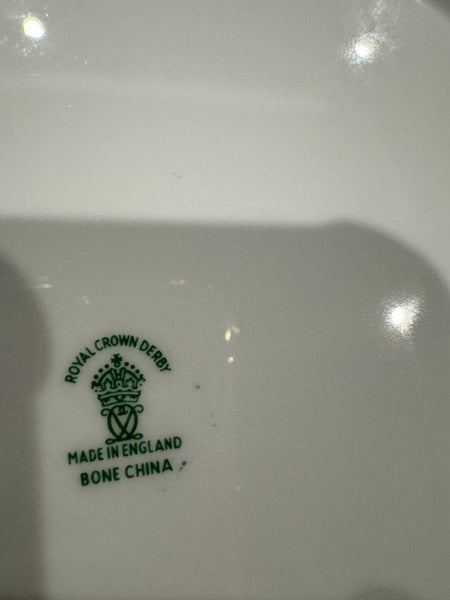 ROYAL CROWN DERBY
MADE IN ENGLAND
BONE CHINA